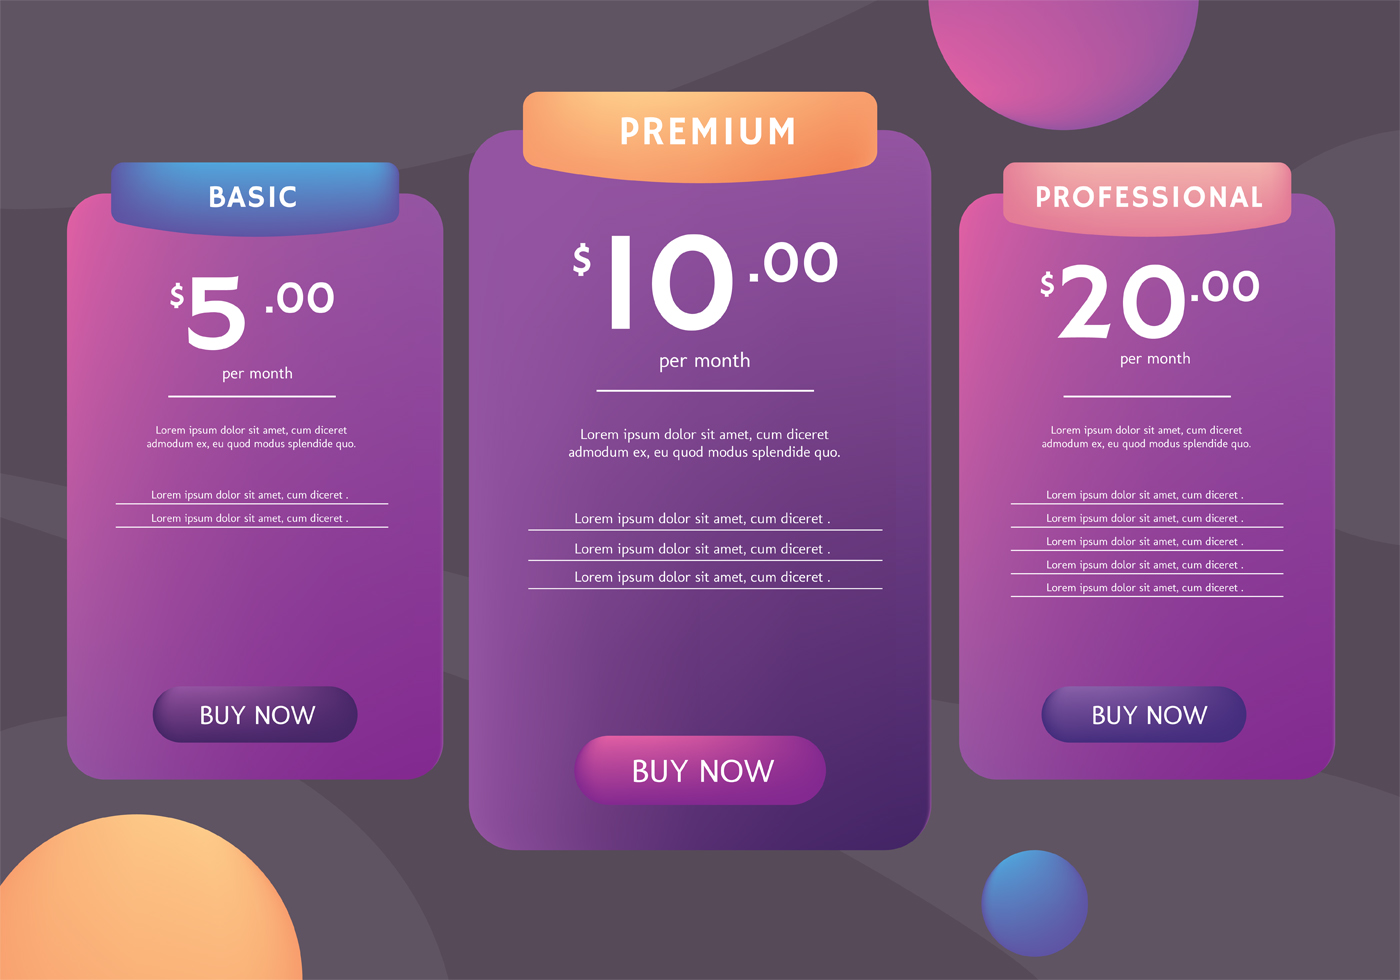 BASIC
$5.00
per month
Lorem ipsum dolor sit amet, cum diceret
admodum ex, eu quod modus splendide quo.
Lorem ipsum dolor sit amet, cum diceret .
Lorem ipsum dolor sit amet, cum diceret .
BUY NOW
PREMIUM
$10.00
per month
Lorem ipsum dolor sit amet, cum diceret
admodum ex, eu quod modus splendide quo.
Lorem ipsum dolor sit amet, cum diceret .
Lorem ipsum dolor sit amet, cum diceret .
Lorem ipsum dolor sit amet, cum diceret .
BUY NOW
PROFESSIONAL
$20.00
per month
Lorem ipsum dolor sit amet, cum diceret
admodum ex, eu quod modus splendide quo.
Lorem ipsum dolor sit amet, cum diceret .
Lorem ipsum dolor sit amet, cum diceret .
Lorem ipsum dolor sit amet, cum diceret .
Lorem ipsum dolor sit amet, cum diceret .
Lorem ipsum dolor sit amet, cum diceret .
BUY NOW